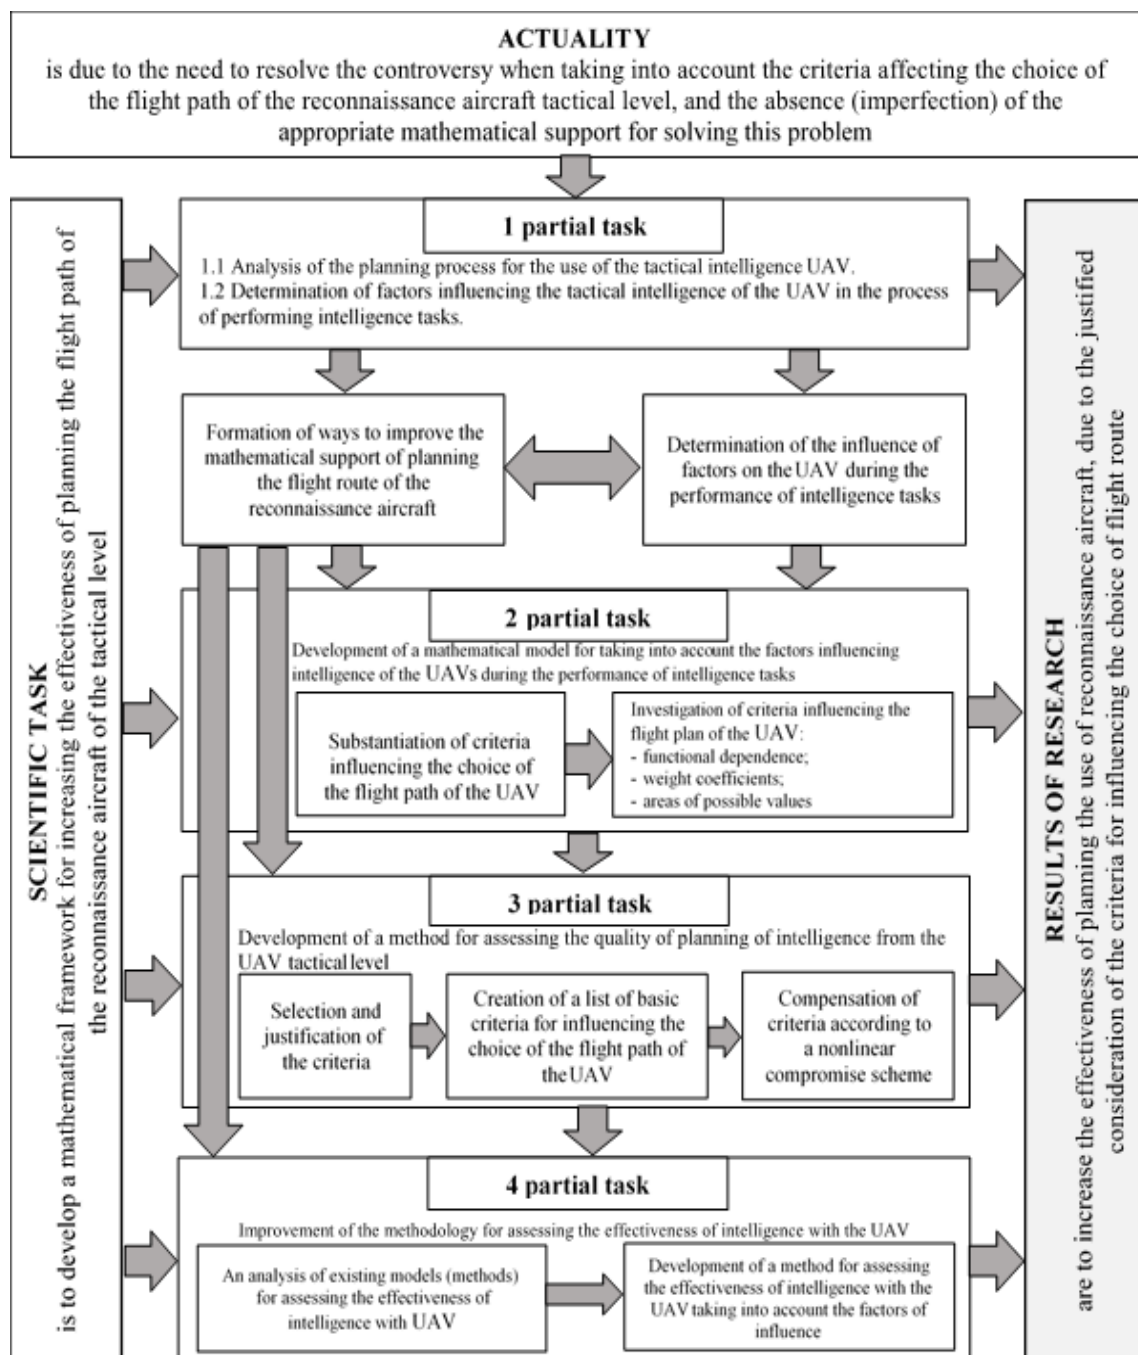 ACTUALITY
is due to the need to resolve the controversy when taking into account the criteria affecting the choice of
the flight path of the reconnaissance aircraft tactical level, and the absence (imperfection) of the
appropriate mathematical support for solving this problem
SCIENTIFIC TASK
is to develop a mathematical framework for increasing the effectiveness of planning the flight path of
the reconnaissance aircraft of the tactical level
1 partial task
1.1 Analysis of the planning process for the use of the tactical intelligence UAV.
1.2 Determination of factors influencing the tactical intelligence of the UAV in the process
of performing intelligence tasks.
Formation of ways to improve the
mathematical support of planning
the flight route of the
reconnaissance aircraft
Determination of the influence of
factors on the UAV during the
performance of intelligence tasks
2 partial task
Development of a mathematical model for taking into account the factors influencing
intelligence of the UAVs during the performance of intelligence tasks
Substantiation of criteria
influencing the choice of
the flight path of the UAV
Investigation of criteria influencing the
flight plan of the UAV:
- functional dependence;
- weight coefficients;
- areas of possible values
3 partial task
Development of a method for assessing the quality of planning of intelligence from the
UAV tactical level
Selection and
justification of
the criteria
Creation of a list of basic
criteria for influencing the
choice of the flight path of
the UAV
Compensation of
criteria according to
a nonlinear
compromise scheme
4 partial task
Improvement of the methodology for assessing the effectiveness of intelligence with the UAV
An analysis of existing models (methods)
for assessing the effectiveness of
intelligence with UAV
Development of a method for assessing
the effectiveness of intelligence with the
UAV taking into account the factors of
influence
RESULTS OF RESEARCH
are to increase the effectiveness of planning the use of reconnaissance aircraft, due to the justified
consideration of the criteria for influencing the choice of flight route